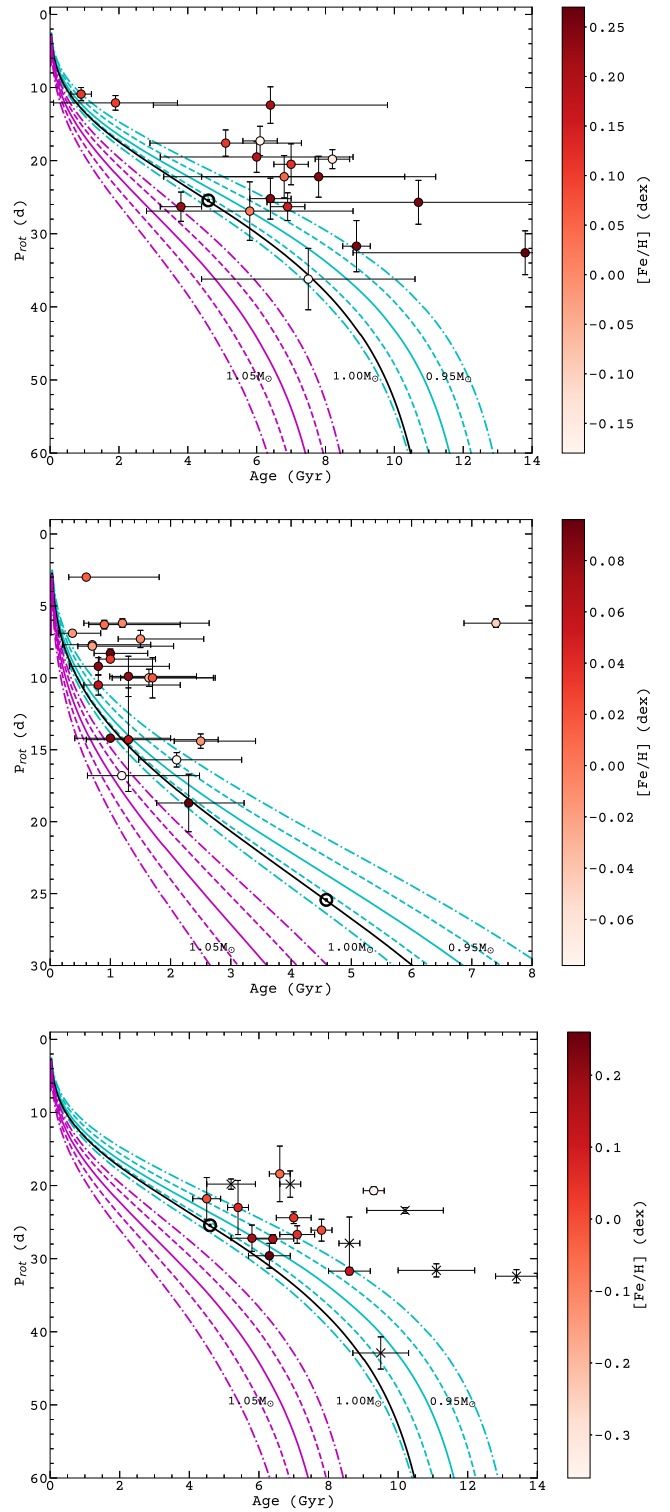 0
10
20
30
40
50
60
P_rot (d)
1.05M⊙
1.00M⊙
0.95M⊙
0 2 4 6 8 10 12 14
Age (Gyr)
0.25
0.20
0.15
0.10
0.05
0.00
−0.05
−0.10
−0.15
[Fe/H] (dex)
0
5
10
15
20
25
30
P_rot (d)
1.05M⊙
1.00M⊙
0.95M⊙
0 1 2 3 4 5 6 7 8
Age (Gyr)
0.08
0.06
0.04
0.02
0.00
−0.02
−0.04
−0.06
[Fe/H] (dex)
0
10
20
30
40
50
60
P_rot (d)
1.05M⊙
1.00M⊙
0.95M⊙
0 2 4 6 8 10 12 14
Age (Gyr)
0.2
0.1
0.0
−0.1
−0.2
−0.3
[Fe/H] (dex)